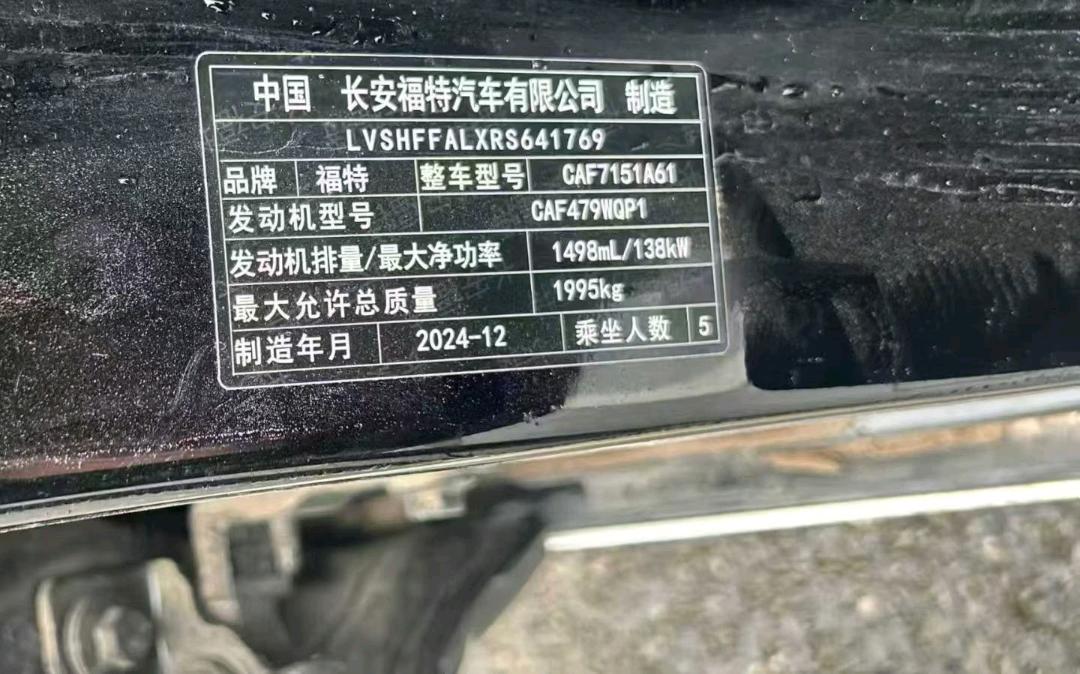 中国 长安福特汽车有限公司 制造
LVSHFFALXRS641769
品牌 福特 整车型号 CAF7151A61
发动机型号 CAF479WQP1
发动机排量/最大净功率 1498mL/138kW
最大允许总质量 1995kg
制造年月 2024-12 乘坐人数 5